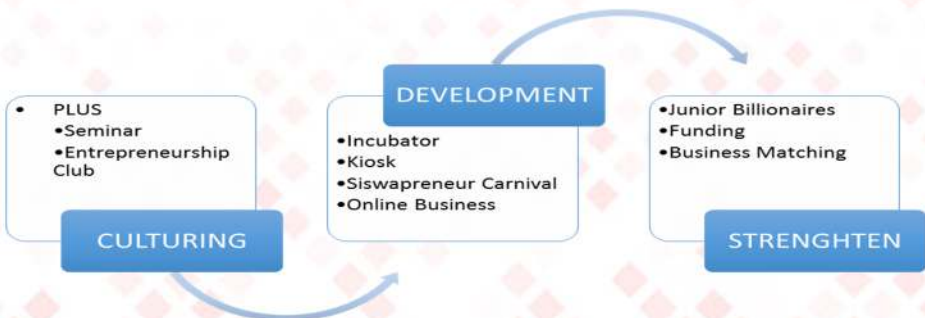 • PLUS
•Seminar
•Entrepreneurship
Club
CULTURING
DEVELOPMENT
•Incubator
•Kiosk
•Siswapreneur Carnival
•Online Business
•Junior Billionaires
•Funding
•Business Matching
STRENGHTEN